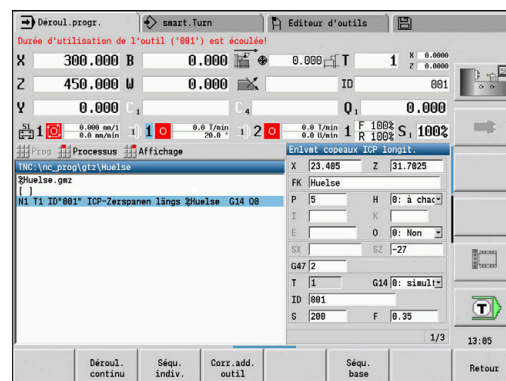 Déroul. progr. smart.Turn Editeur d'outils
Durée d'utilisation de l'outil ('001') est écoulée!
X 300.000 B 0.000 0.000 T 1 X 0.0000 Z 0.0000
Z 450.000 U 0.000 ID 001
Y 0.000 C1 C4 Q1 0.000
S1 1 0.000 mm/1 0.0 mm/min 1) 1 0.0 T/min 20.0 ° 1) 2 0.0 T/min 0.0 U/min 1 F 100% R 100% S1 100%
Prog Processus Affichage
TNC:\nc_prog\gtz\Huelse
%Huelse.gmz
[ ]
N1 T1 ID"001" ICP-Zerspanen längs %Huelse G14 Q0
Enlvmt copeaux ICP longit.
X 23.405 Z 31.7025
FK Huelse
P 5 H 0: à chac
I K
E O 0: Non
SX SZ -27
G47 2
T 1 G14 0: simult
ID 001
S 200 F 0.35
1/3
T
13:05
Déroul. continu
Séqu. indiv.
Corr.add. outil
Séqu. base
Retour